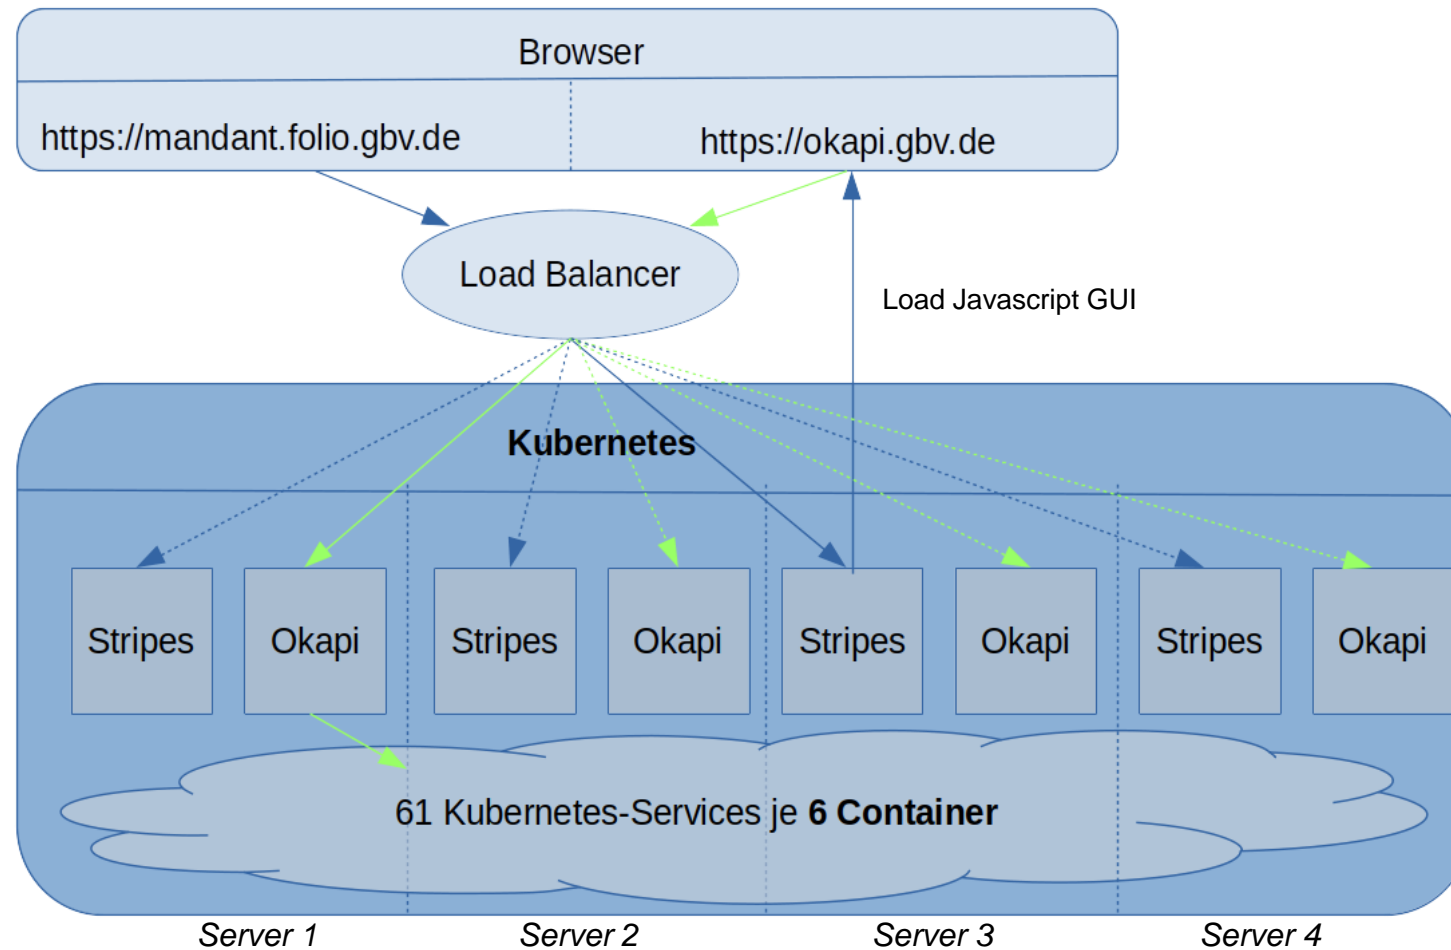 Browser
https://mandant.folio.gbv.de
https://okapi.gbv.de
Load Balancer
Load Javascript GUI
Kubernetes
Stripes
Okapi
Stripes
Okapi
Stripes
Okapi
Stripes
Okapi
61 Kubernetes-Services je 6 Container
Server 1
Server 2
Server 3
Server 4